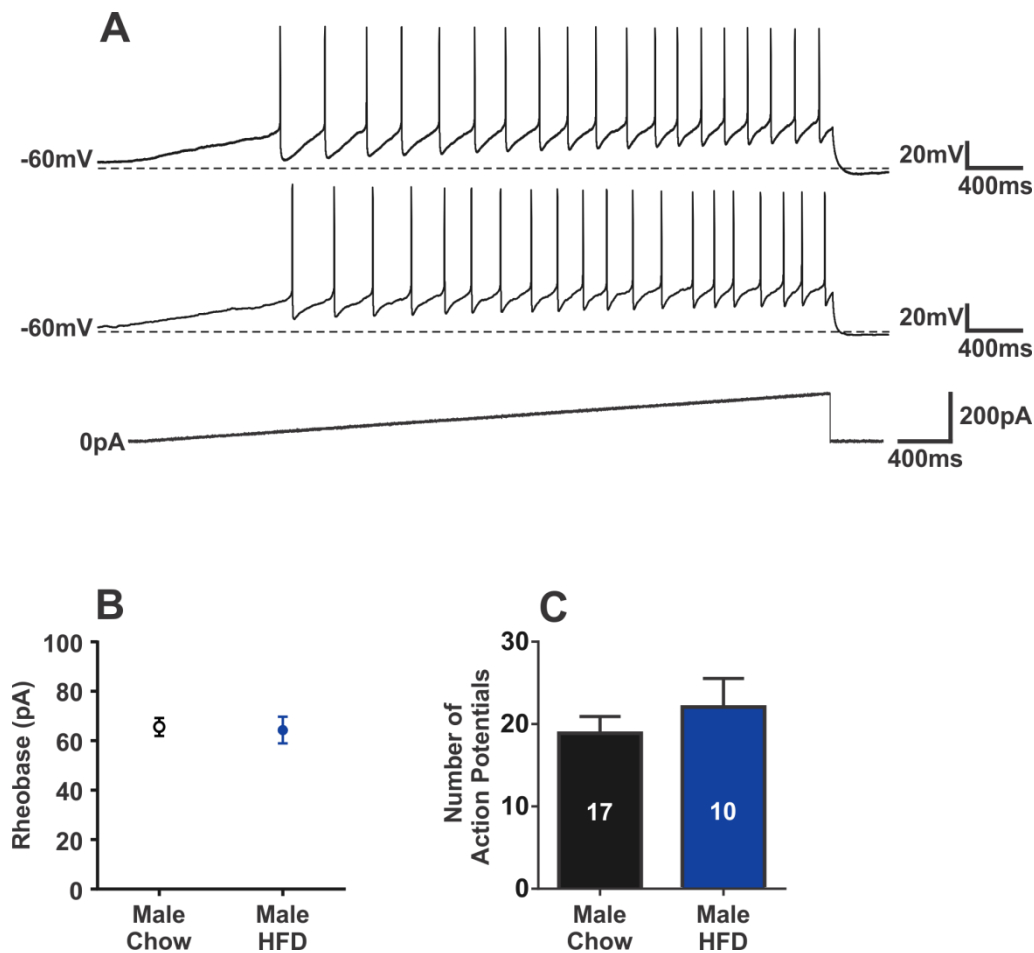 A
-60mV
20mV
400ms
-60mV
20mV
400ms
0pA
200pA
400ms
B
Rheobase (pA)
100
80
60
40
20
0
Male
Chow
Male
HFD
C
Number of
Action Potentials
30
20
10
0
17
10
Male
Chow
Male
HFD